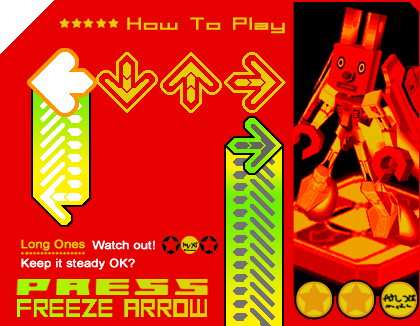 ★★★★★ How To Play
Long Ones Watch out!
Keep it steady OK?
PRESS
FREEZE ARROW